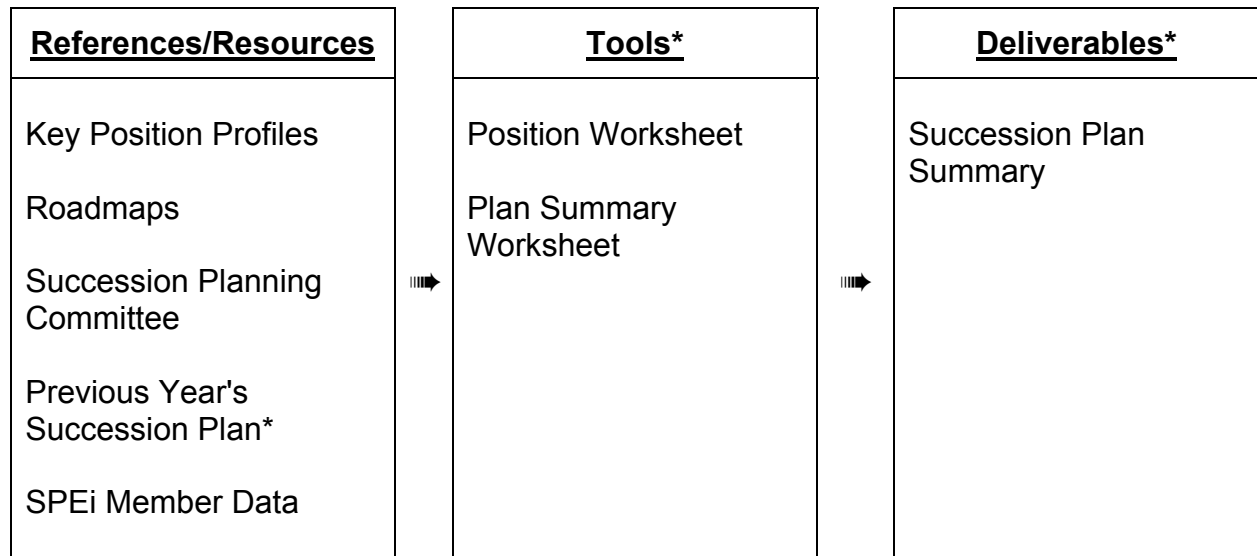 References/Resources
Key Position Profiles
Roadmaps
Succession Planning
Committee
Previous Year's
Succession Plan*
SPEi Member Data
Tools*
Position Worksheet
Plan Summary
Worksheet
Deliverables*
Succession Plan
Summary